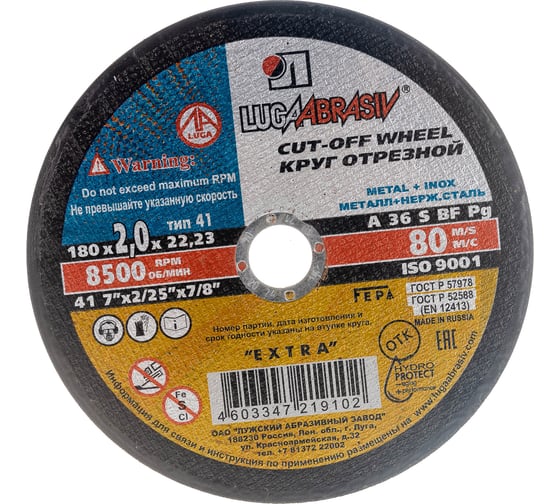 LUGAABRASIV®
CUT-OFF WHEEL
КРУГ ОТРЕЗНОЙ
LUGA
METAL + INOX
МЕТАЛЛ+НЕРЖ.СТАЛЬ
Warning:
Do not exceed maximum RPM
Не превышайте указанную скорость
A 36 S BF Pg
тип 41
180 x 2,0 x 22,23
80 M/S
М/С
8500 RPM
ОБ/МИН
ISO 9001
41 7"x2/25"x7/8"
FEPA
ГОСТ Р 57978
ГОСТ Р 52588
(EN 12413)
MADE IN RUSSIA
Номер партии, дата изготовления и
срок годности указаны на втулке круга.
ОТК
EAC
"EXTRA"
HYDRO
PROTECT
Fe
S
Cl
4603347219102
www.lugaabrasiv.com
ОАО "ЛУЖСКИЙ АБРАЗИВНЫЙ ЗАВОД"
188230 Россия, Лен. обл., г. Луга,
ул. Красноармейская, д.32
тел. +7 81372 22002
Информация для связи и инструкция по применению размещены на